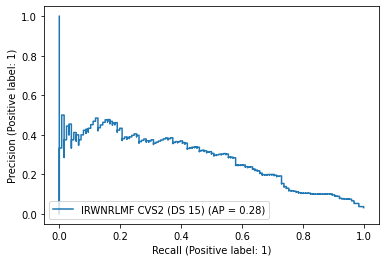 1.0
0.8
0.6
0.4
0.2
0.0
Precision (Positive label: 1)
IRWNRLMF CVS2 (DS 15) (AP = 0.28)
0.0 0.2 0.4 0.6 0.8 1.0
Recall (Positive label: 1)